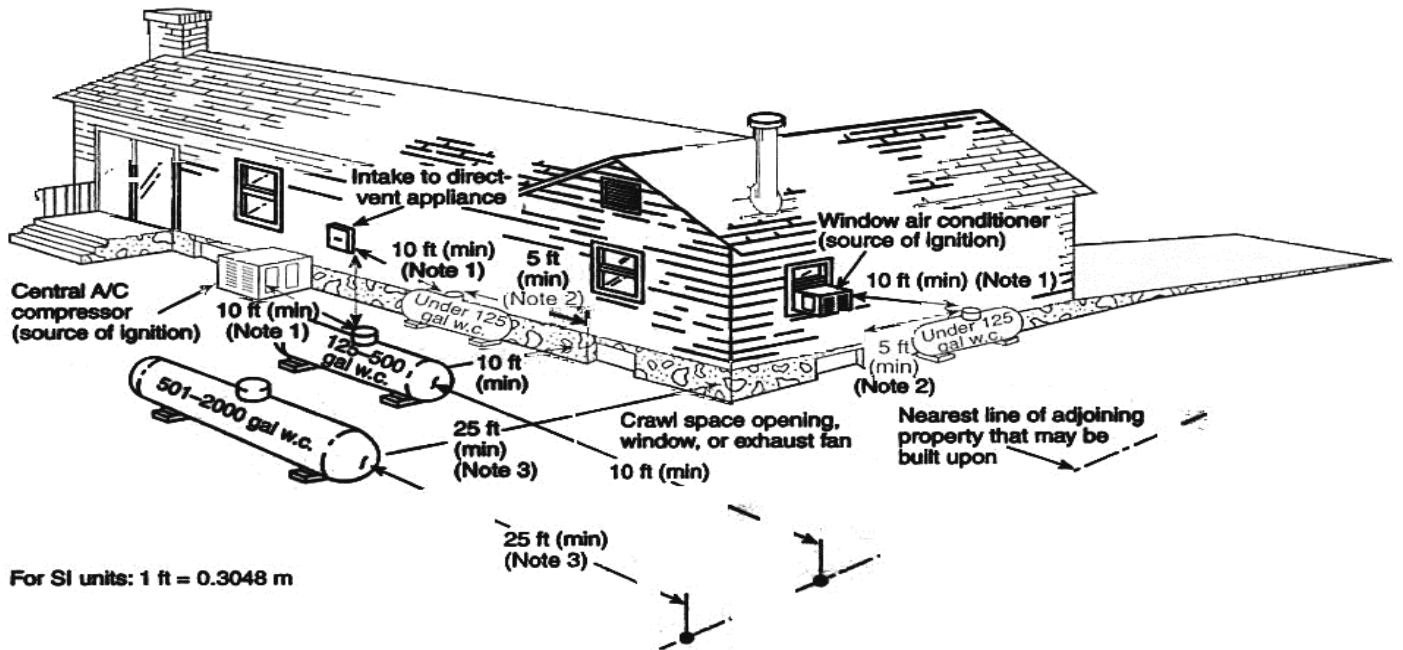 Intake to direct-
vent appliance
10 ft (min)
(Note 1)
5 ft
(min)
(Note 2)
Window air conditioner
(source of ignition)
10 ft (min) (Note 1)
Central A/C
compressor
(source of ignition)
10 ft (min)
(Note 1)
Under 125
gal w.c.
Under 125
gal w.c.
5 ft
(min)
(Note 2)
125–500
gal w.c.
10 ft
(min)
501–2000 gal w.c.
25 ft
(min)
(Note 3)
Crawl space opening,
window, or exhaust fan
10 ft (min)
Nearest line of adjoining
property that may be
built upon
25 ft (min)
(Note 3)
For SI units: 1 ft = 0.3048 m